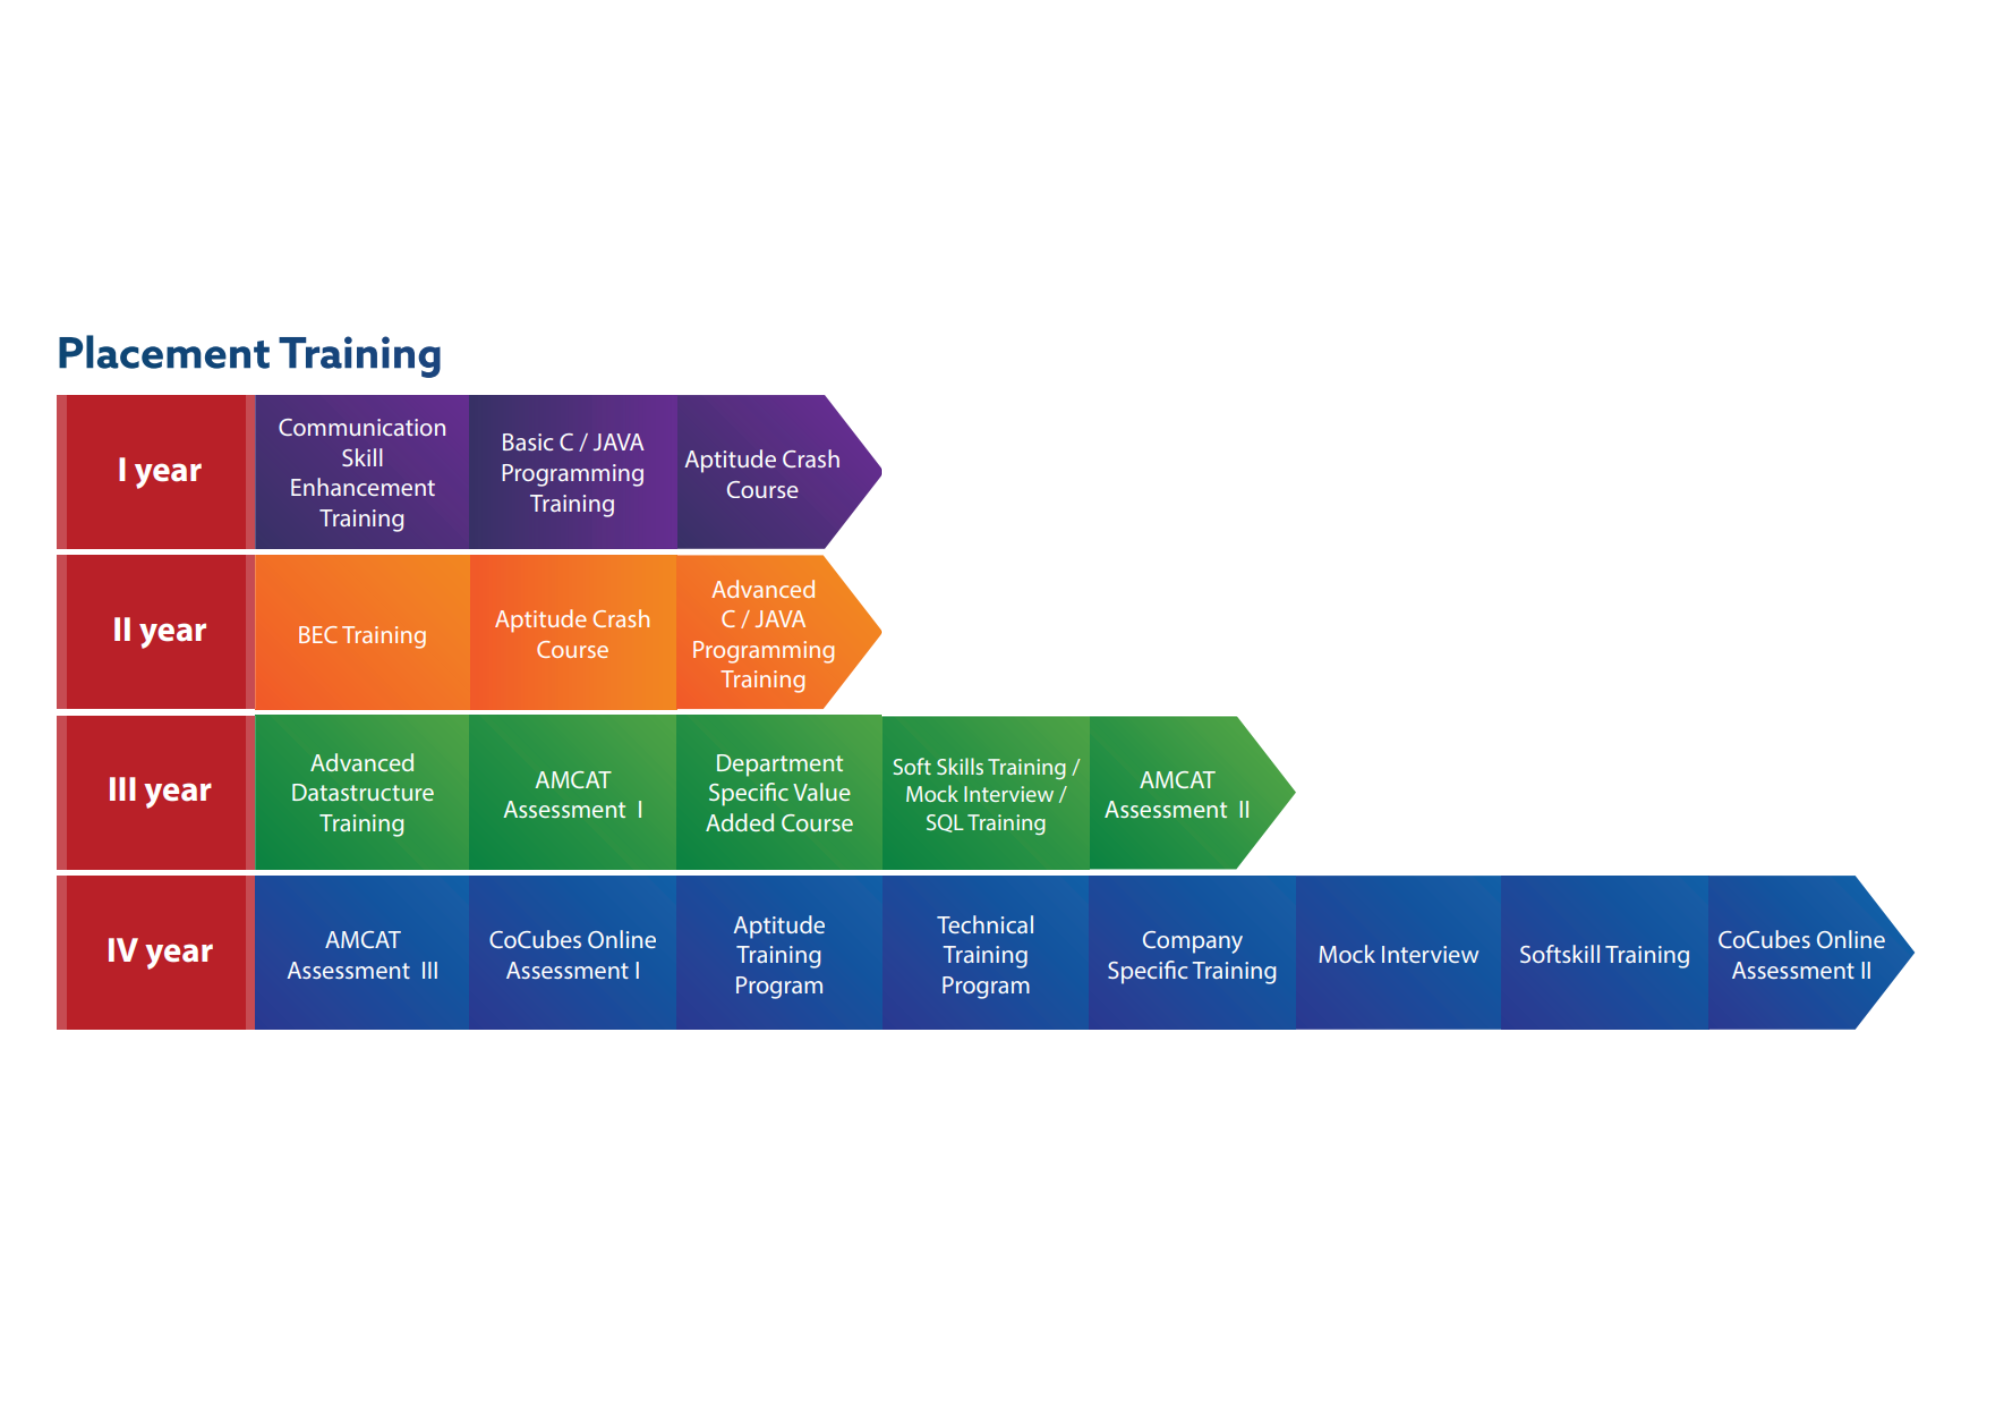 Placement Training
I year
Communication
Skill
Enhancement
Training
Basic C / JAVA
Programming
Training
Aptitude Crash
Course
II year
BEC Training
Aptitude Crash
Course
Advanced
C / JAVA
Programming
Training
III year
Advanced
Datastructure
Training
AMCAT
Assessment I
Department
Specific Value
Added Course
Soft Skills Training /
Mock Interview /
SQL Training
AMCAT
Assessment II
IV year
AMCAT
Assessment III
CoCubes Online
Assessment I
Aptitude
Training
Program
Technical
Training
Program
Company
Specific Training
Mock Interview
Softskill Training
CoCubes Online
Assessment II